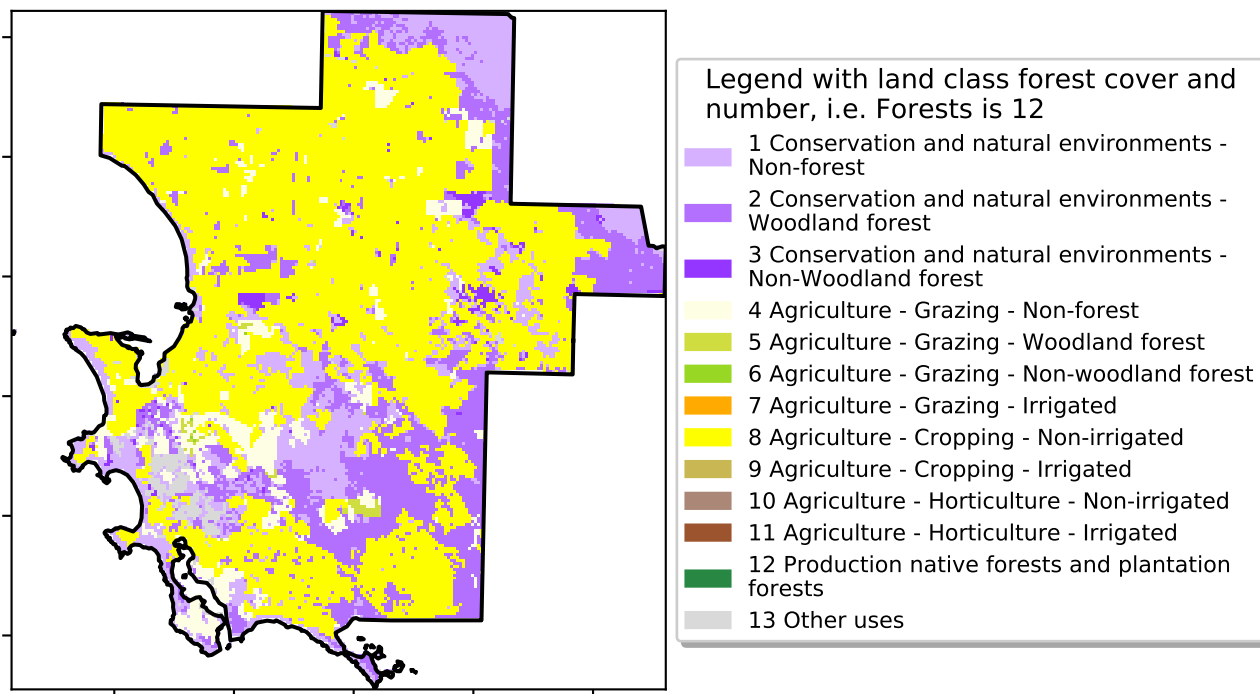 Legend with land class forest cover and
number, i.e. Forests is 12
1 Conservation and natural environments -
Non-forest
2 Conservation and natural environments -
Woodland forest
3 Conservation and natural environments -
Non-Woodland forest
4 Agriculture - Grazing - Non-forest
5 Agriculture - Grazing - Woodland forest
6 Agriculture - Grazing - Non-woodland forest
7 Agriculture - Grazing - Irrigated
8 Agriculture - Cropping - Non-irrigated
9 Agriculture - Cropping - Irrigated
10 Agriculture - Horticulture - Non-irrigated
11 Agriculture - Horticulture - Irrigated
12 Production native forests and plantation
forests
13 Other uses